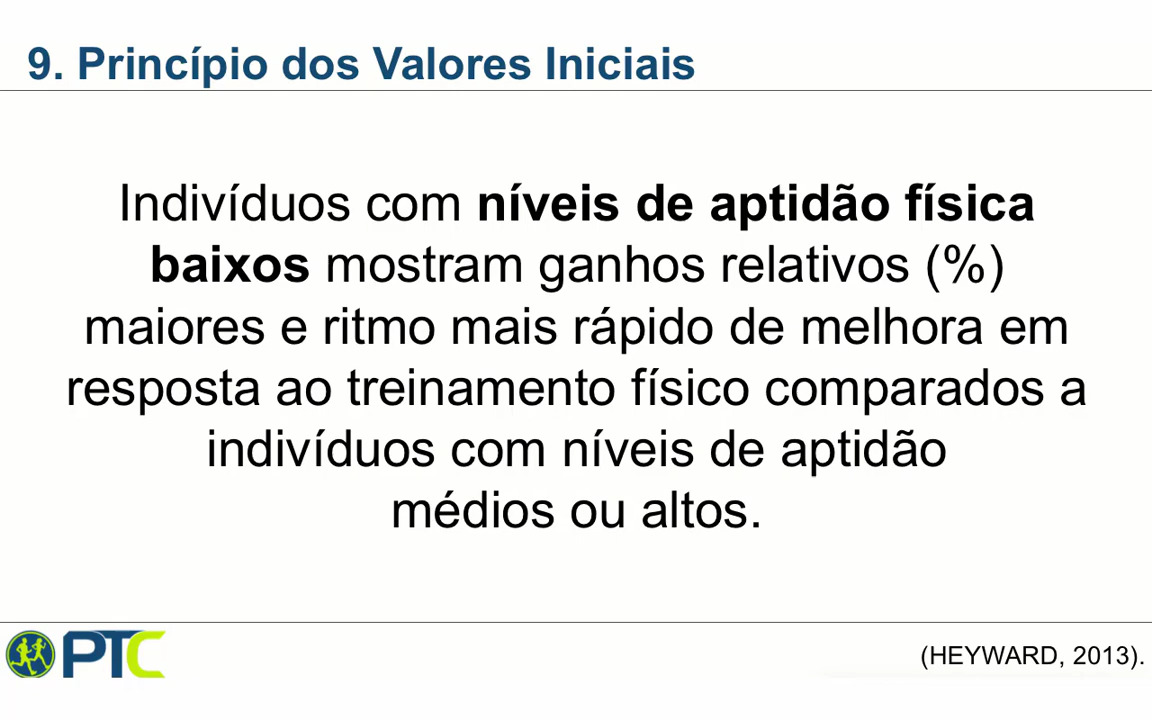 9. Princípio dos Valores Iniciais
Indivíduos com níveis de aptidão física
baixos mostram ganhos relativos (%)
maiores e ritmo mais rápido de melhora em
resposta ao treinamento físico comparados a
indivíduos com níveis de aptidão
médios ou altos.
PTC
(HEYWARD, 2013).